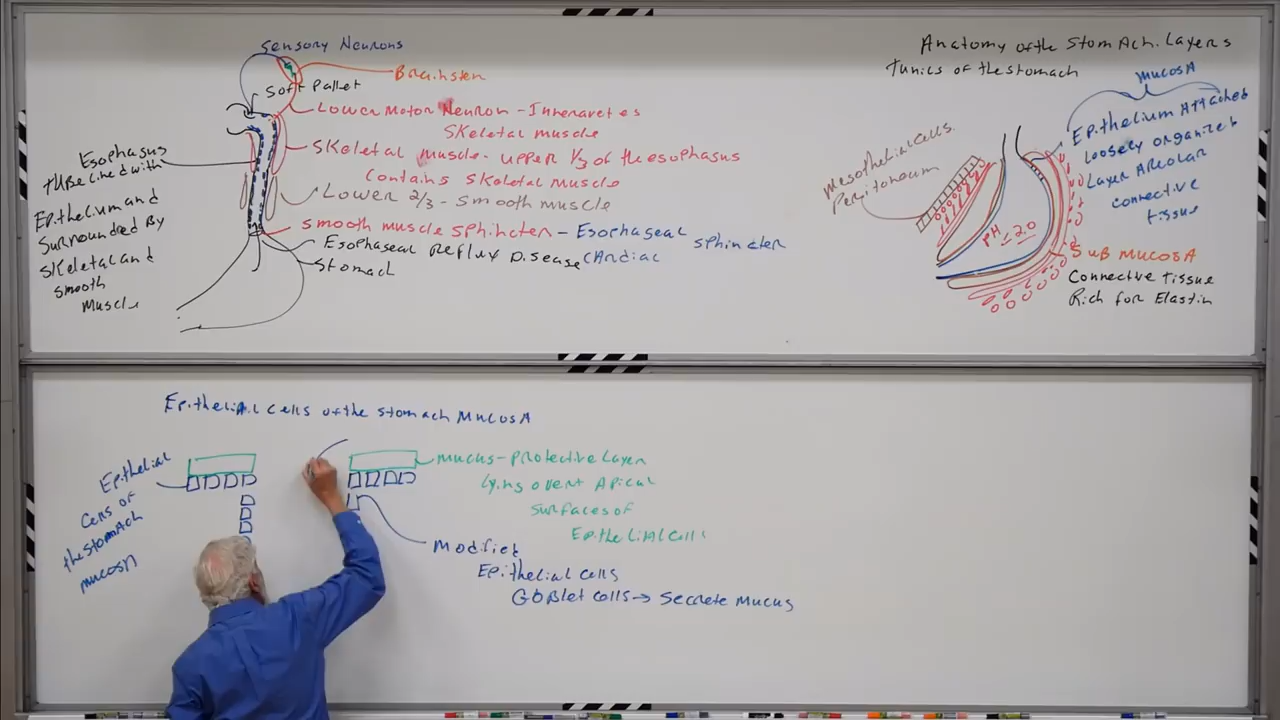 Sensory Neurons
Brainsten
Soft Pallet
Lower Motor Neuron - Innenavetes
Skeletal muscle
Skeletal muscle - upper 1/3 of the esophagus
Contains Skeletal Muscle
Lower 2/3 - Smooth muscle
Smooth muscle sphincter - Esophageal sphincter
Cardiac
Esophageal Reflux Disease
Stomach
Esophagus
tube lined with
Epithelium and
Surrounded By
Skeletal and
Smooth
Muscle
Anatomy of the Stomach. Layers
Tunics of the stomach
mucosA
Epithelium Attached
Loosely organized
Layer Areolar
connective
tissue
Mesothelial cells
Peritoneum
PH ≤ 2.0
Sub mucosA
Connective Tissue
Rich for Elastin
Epithelial cells of the stomach MucosA
Epithelial
Cells of
the stomach
mucosA
Mucus - Protective Layer
lying over Apical
Surfaces of
Epithelial Cells
Modified
Epithelial cells
Goblet cells → Secrete Mucus